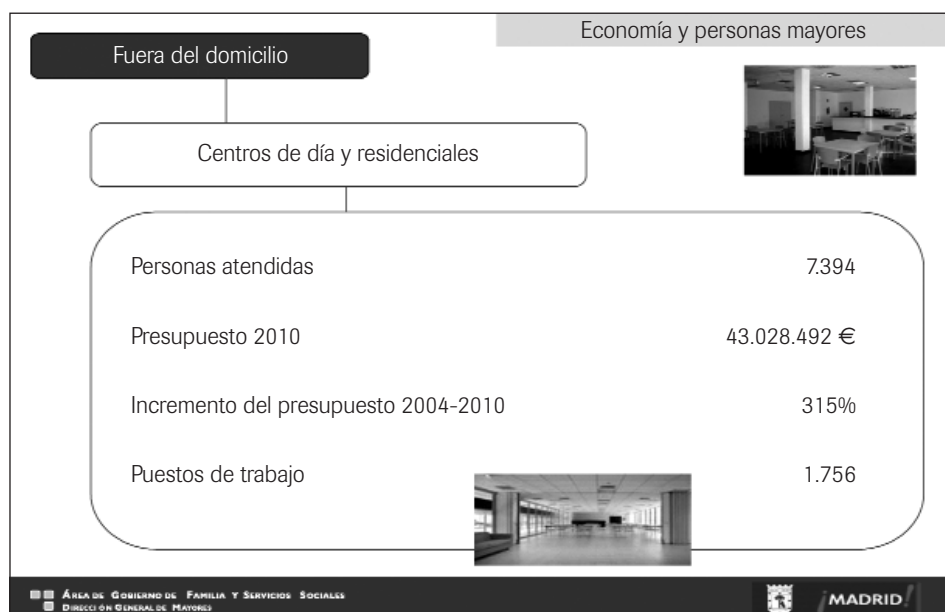 Economía y personas mayores
Fuera del domicilio
Centros de día y residenciales
Personas atendidas 7.394
Presupuesto 2010 43.028.492 €
Incremento del presupuesto 2004-2010 315%
Puestos de trabajo 1.756
ÁREA DE GOBIERNO DE FAMILIA Y SERVICIOS SOCIALES
DIRECCIÓN GENERAL DE MAYORES
¡MADRID!